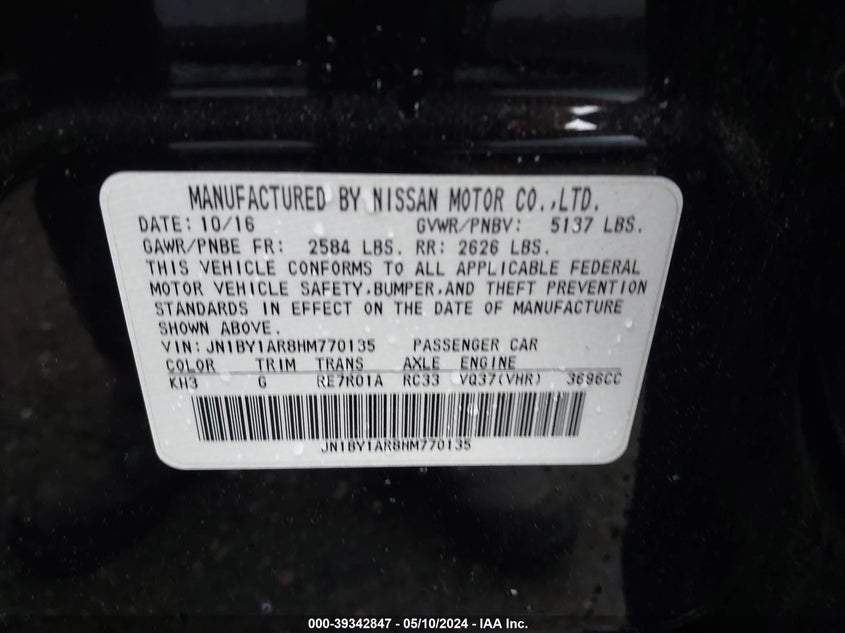 MANUFACTURED BY NISSAN MOTOR CO.,LTD.
DATE: 10/16 GVWR/PNBV: 5137 LBS.
GAWR/PNBE FR: 2584 LBS. RR: 2626 LBS.
THIS VEHICLE CONFORMS TO ALL APPLICABLE FEDERAL
MOTOR VEHICLE SAFETY,BUMPER,AND THEFT PREVENTION
STANDARDS IN EFFECT ON THE DATE OF MANUFACTURE
SHOWN ABOVE.
VIN: JN1BY1AR8HM770135 PASSENGER CAR
COLOR TRIM TRANS AXLE ENGINE
KH3 G RE7R01A RC33 VQ37(VHR) 3696CC
JN1BY1AR8HM770135
000-39342847 - 05/10/2024 - IAA Inc.